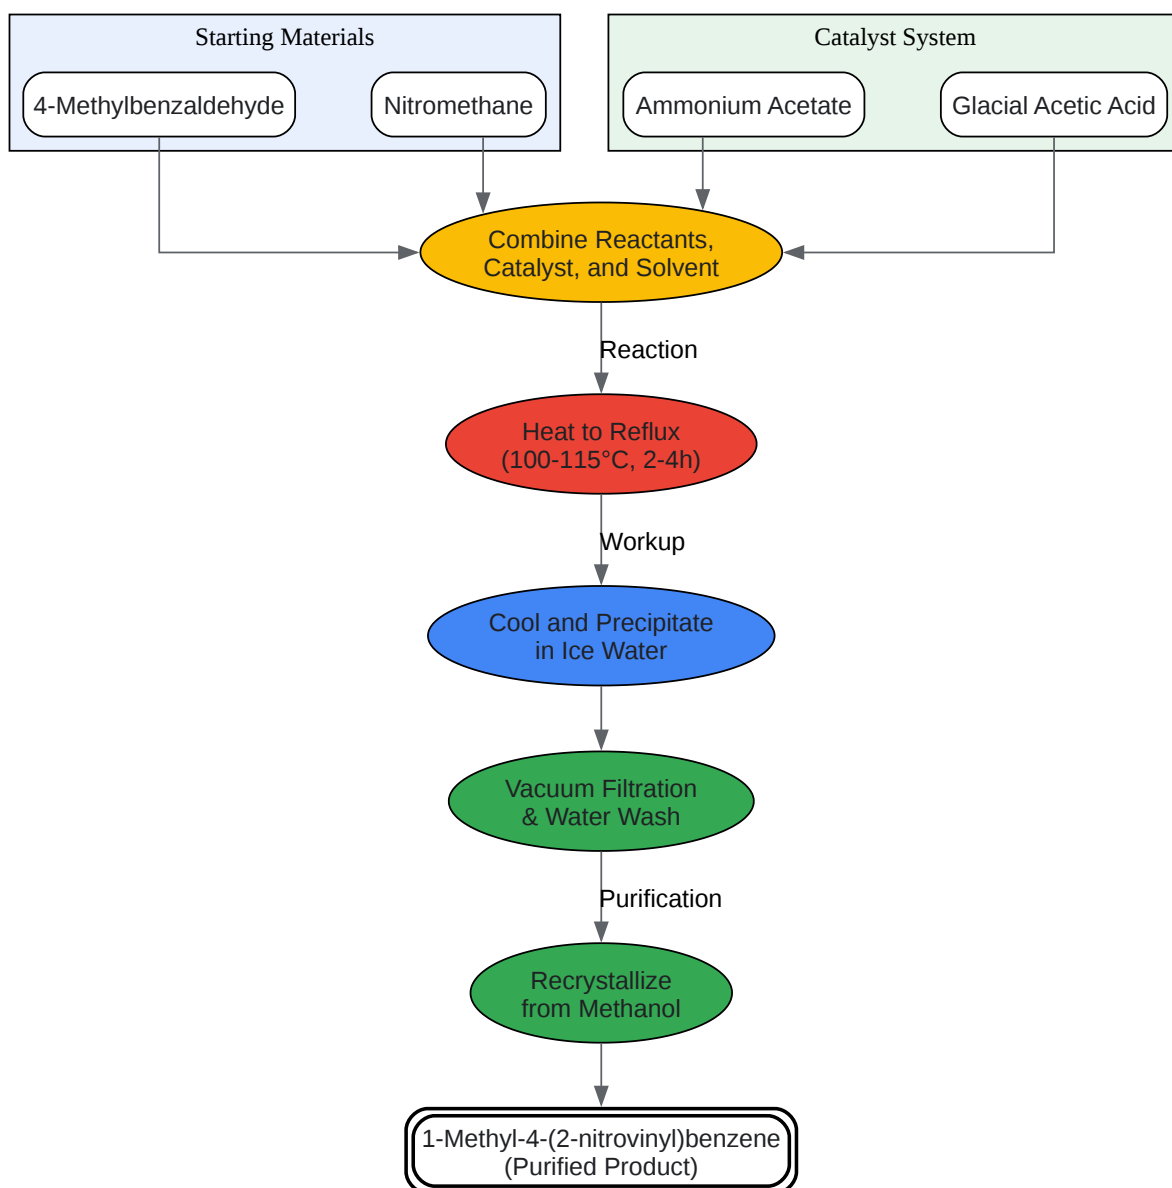 Starting Materials
Catalyst System
4-Methylbenzaldehyde
Nitromethane
Ammonium Acetate
Glacial Acetic Acid
Combine Reactants,
Catalyst, and Solvent
Reaction
Heat to Reflux
(100-115°C, 2-4h)
Workup
Cool and Precipitate
in Ice Water
Vacuum Filtration
& Water Wash
Purification
Recrystallize
from Methanol
1-Methyl-4-(2-nitrovinyl)benzene
(Purified Product)